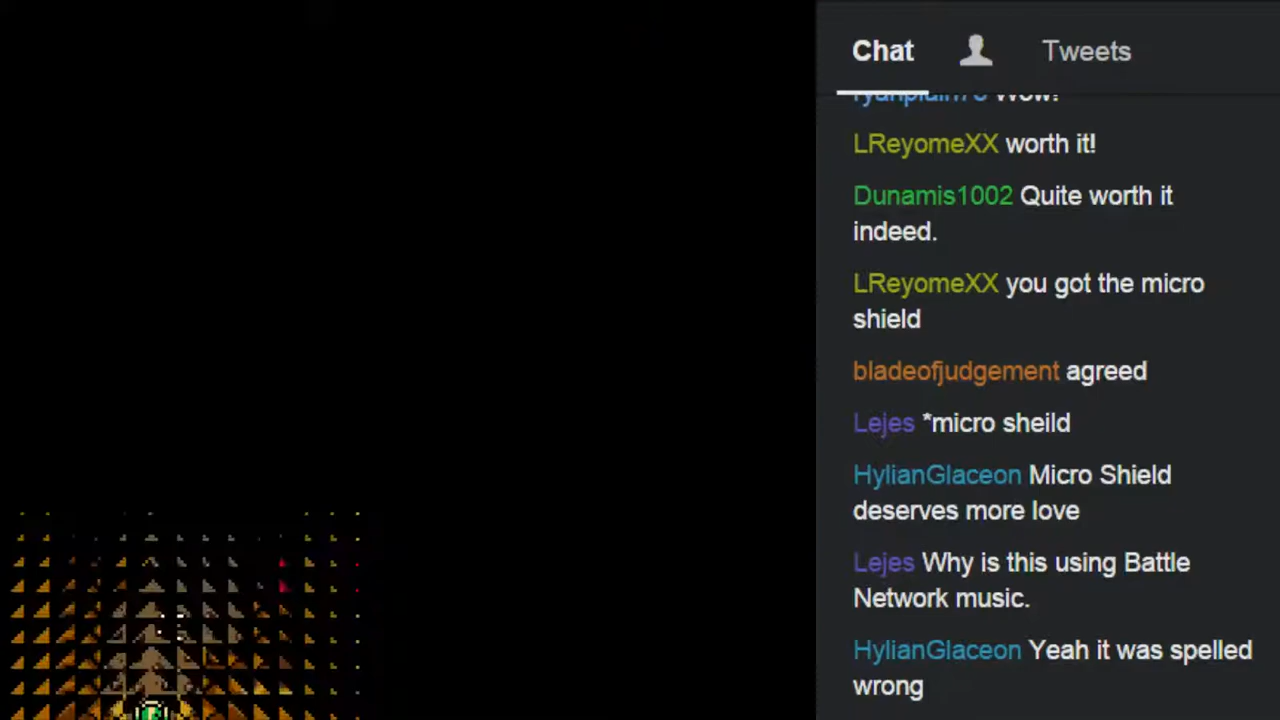 Chat
Tweets
Wow!
LReyomeXX worth it!
Dunamis1002 Quite worth it
indeed.
LReyomeXX you got the micro
shield
bladeofjudgement agreed
Lejes *micro sheild
HylianGlaceon Micro Shield
deserves more love
Lejes Why is this using Battle
Network music.
HylianGlaceon Yeah it was spelled
wrong